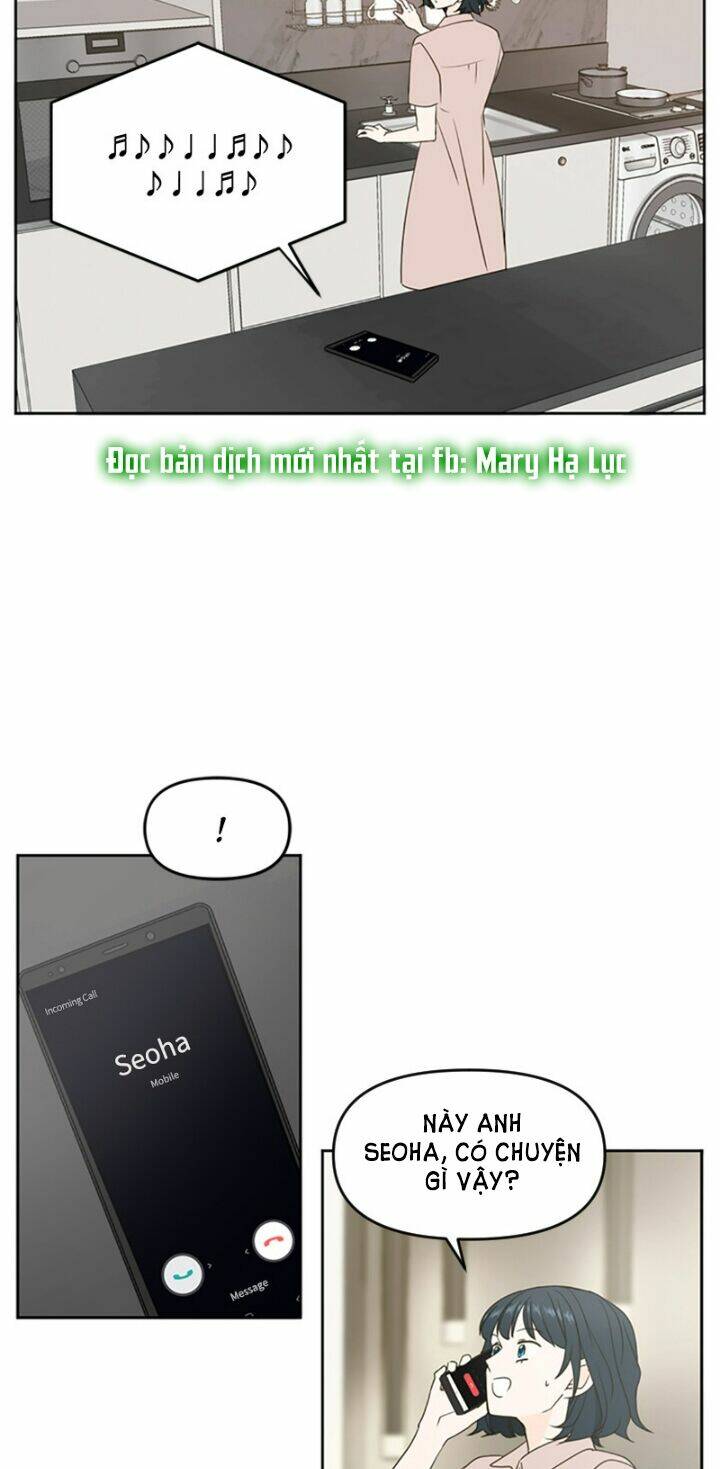 ♬♪♪♩♩♬♪♪
♪♩♩♬♪
Đọc bản dịch mới nhất tại fb: Mary Hạ Lục
!
Incoming Call
Seoha
Mobile
Message
NÀY ANH
SEOHA, CÓ CHUYỆN
GÌ VẬY?